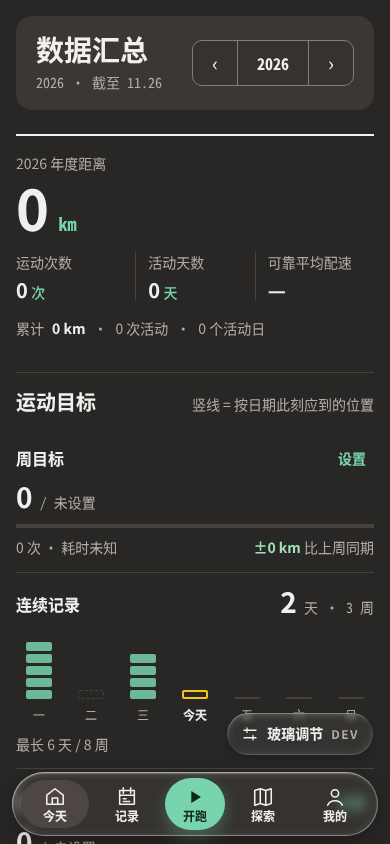 数据汇总
2026 • 截至 11.26
‹ 2026 ›
2026 年度距离
0 km
运动次数 活动天数 可靠平均配速
0 次 0 天 —
累计 0 km • 0 次活动 • 0 个活动日
运动目标 竖线 = 按日期此刻应到的位置
周目标 设置
0 / 未设置
0 次 • 耗时未知 ±0 km 比上周同期
连续记录 2 天 • 3 周
一 二 三 今天 五 六 日
玻璃调节 DEV
最长 6 天 / 8 周
今天 记录 开跑 探索 我的
0 / 未设置